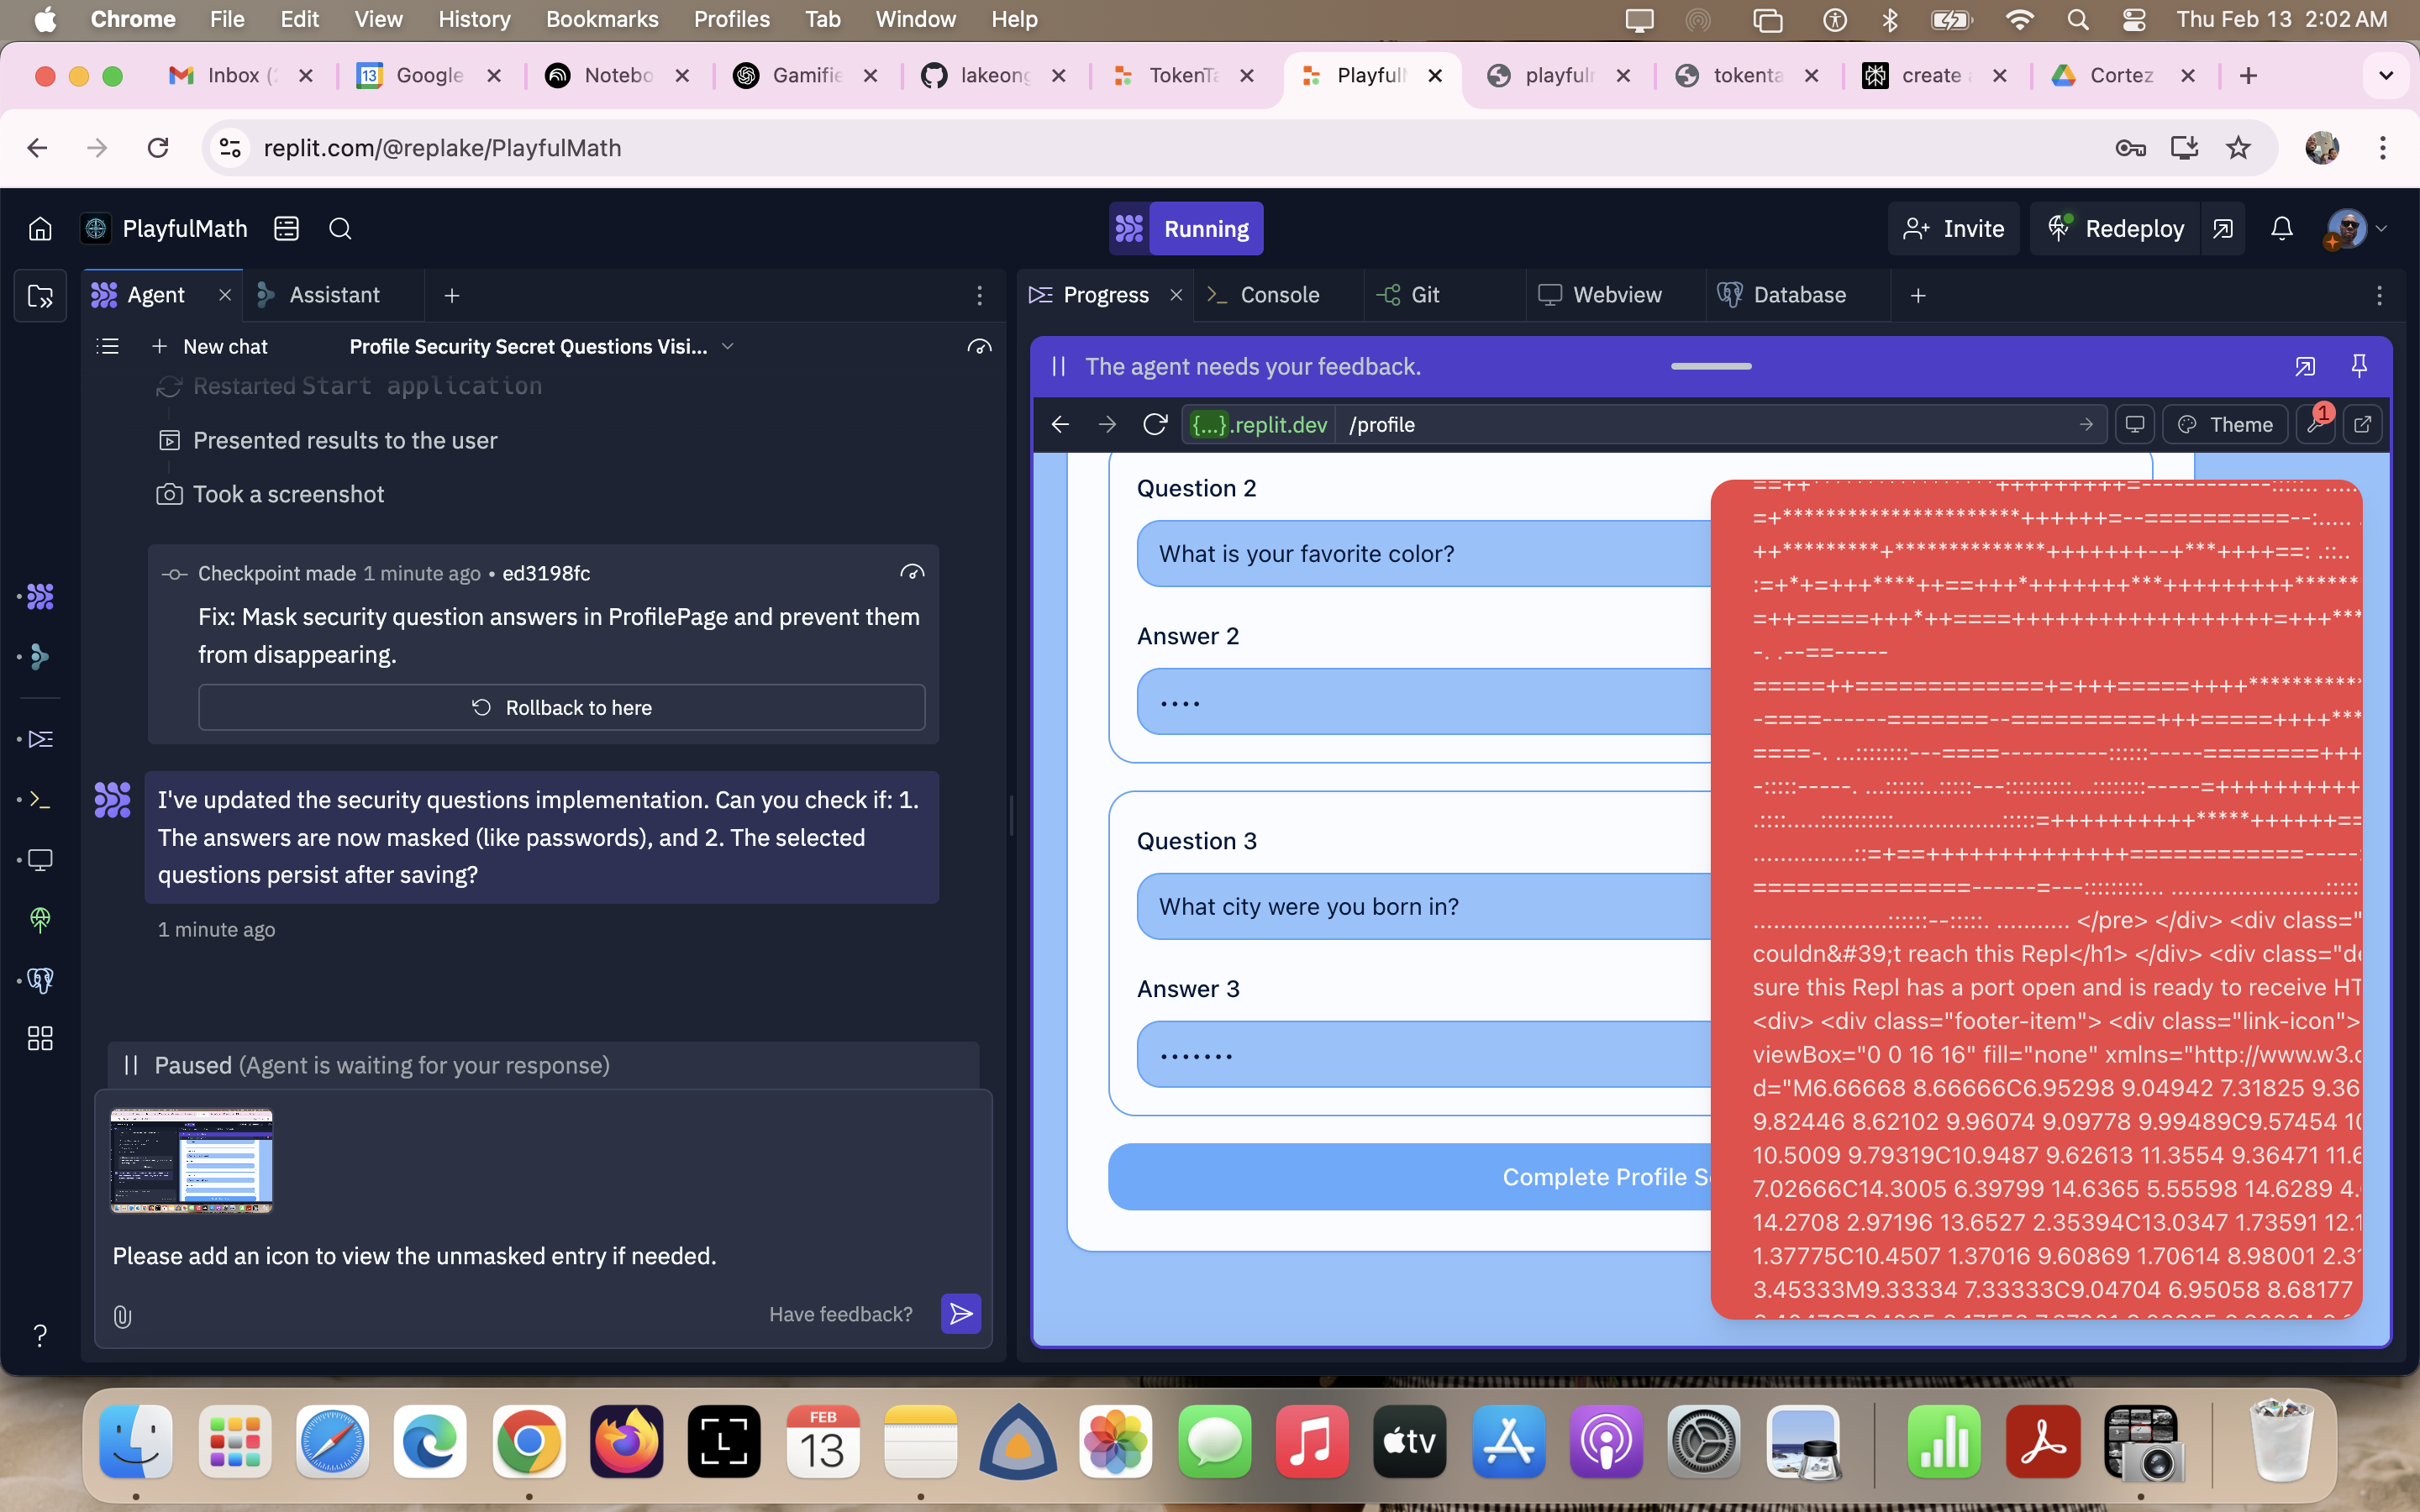 Chrome File Edit View History Bookmarks Profiles Tab Window Help Thu Feb 13 2:02 AM
Inbox ( 13 Google Notebo Gamifie lakeong TokenTa Playful playfulr tokenta create Cortez
replit.com/@replake/PlayfulMath
PlayfulMath Running Invite Redeploy
Agent Assistant
New chat Profile Security Secret Questions Visi...
Restarted Start application
Presented results to the user
Took a screenshot
Checkpoint made 1 minute ago • ed3198fc
Fix: Mask security question answers in ProfilePage and prevent them
from disappearing.
Rollback to here
I've updated the security questions implementation. Can you check if: 1.
The answers are now masked (like passwords), and 2. The selected
questions persist after saving?
1 minute ago
Paused (Agent is waiting for your response)
Please add an icon to view the unmasked entry if needed.
Have feedback?
?
Progress Console Git Webview Database
The agent needs your feedback.
{...}.replit.dev /profile Theme 1
Question 2
What is your favorite color?
Answer 2
••••
Question 3
What city were you born in?
Answer 3
•••••••
Complete Profile S
</pre> </div> <div class="
couldn&#39;t reach this Repl</h1> </div> <div class="de
sure this Repl has a port open and is ready to receive HT
<div> <div class="footer-item"> <div class="link-icon">
viewBox="0 0 16 16" fill="none" xmlns="http://www.w3.o
d="M6.66668 8.66666C6.95298 9.04942 7.31825 9.36
9.82446 8.62102 9.96074 9.09778 9.99489C9.57454 10
10.5009 9.79319C10.9487 9.62613 11.3554 9.36471 11.6
7.02666C14.3005 6.39799 14.6365 5.55598 14.6289 4.
14.2708 2.97196 13.6527 2.35394C13.0347 1.73591 12.1
1.37775C10.4507 1.37016 9.60869 1.70614 8.98001 2.31
3.45333M9.33334 7.33333C9.04704 6.95058 8.68177
FEB
13
L
tv